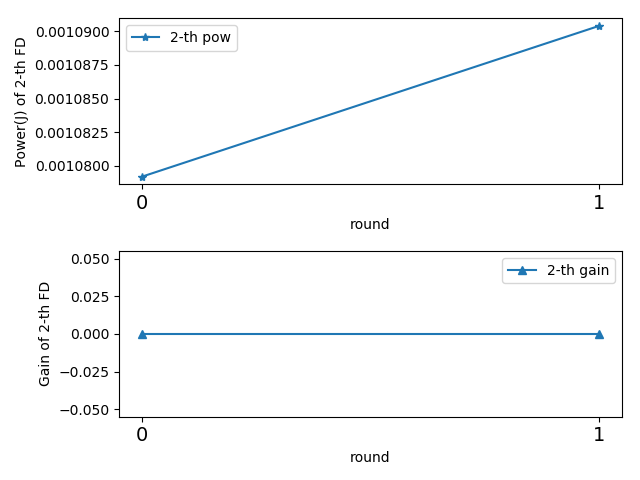 Power(J) of 2-th FD
0.0010900
0.0010875
0.0010850
0.0010825
0.0010800
2-th pow
0 1
round
Gain of 2-th FD
0.050
0.025
0.000
−0.025
−0.050
2-th gain
0 1
round